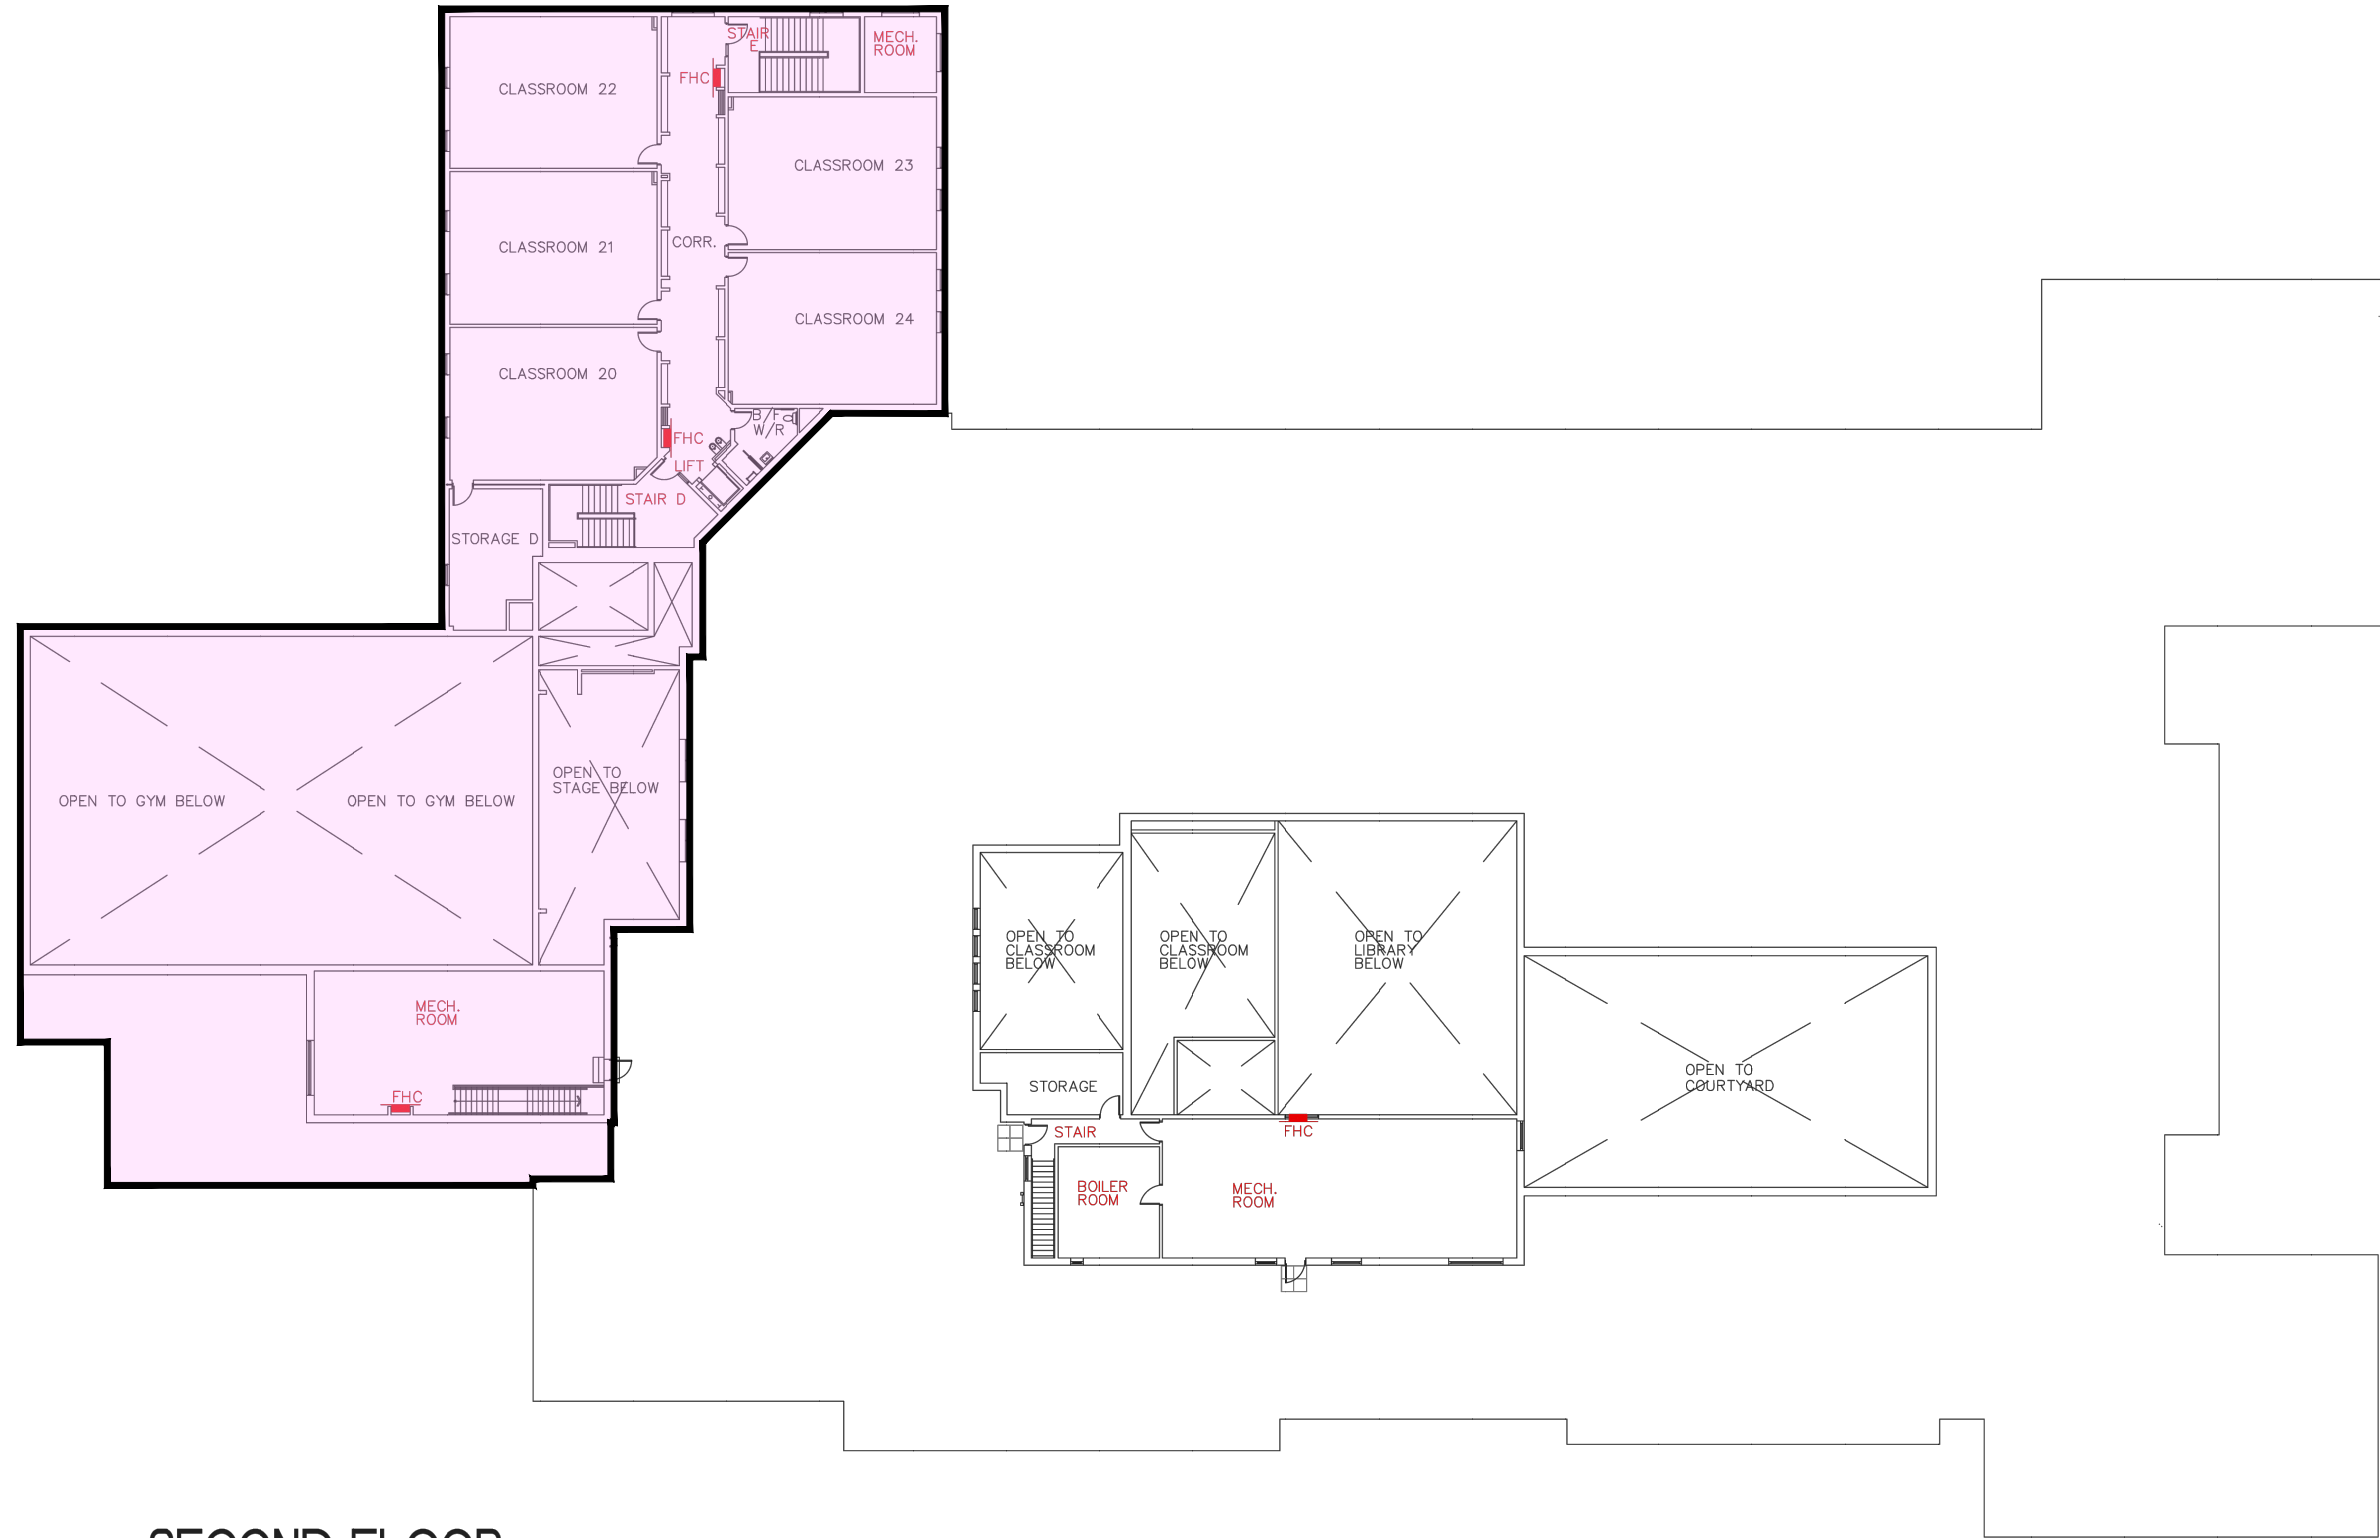 STAIR
E
MECH.
ROOM
FHC
CLASSROOM 22
CLASSROOM 23
CORR.
CLASSROOM 21
CLASSROOM 24
CLASSROOM 20
B/F
W/R
FHC
LIFT
STAIR D
STORAGE D
OPEN TO
STAGE BELOW
OPEN TO GYM BELOW
OPEN TO GYM BELOW
OPEN TO
CLASSROOM
BELOW
OPEN TO
CLASSROOM
BELOW
OPEN TO
LIBRARY
BELOW
MECH.
ROOM
OPEN TO
COURTYARD
FHC
STORAGE
STAIR
FHC
BOILER
ROOM
MECH.
ROOM
SECOND FLOOR